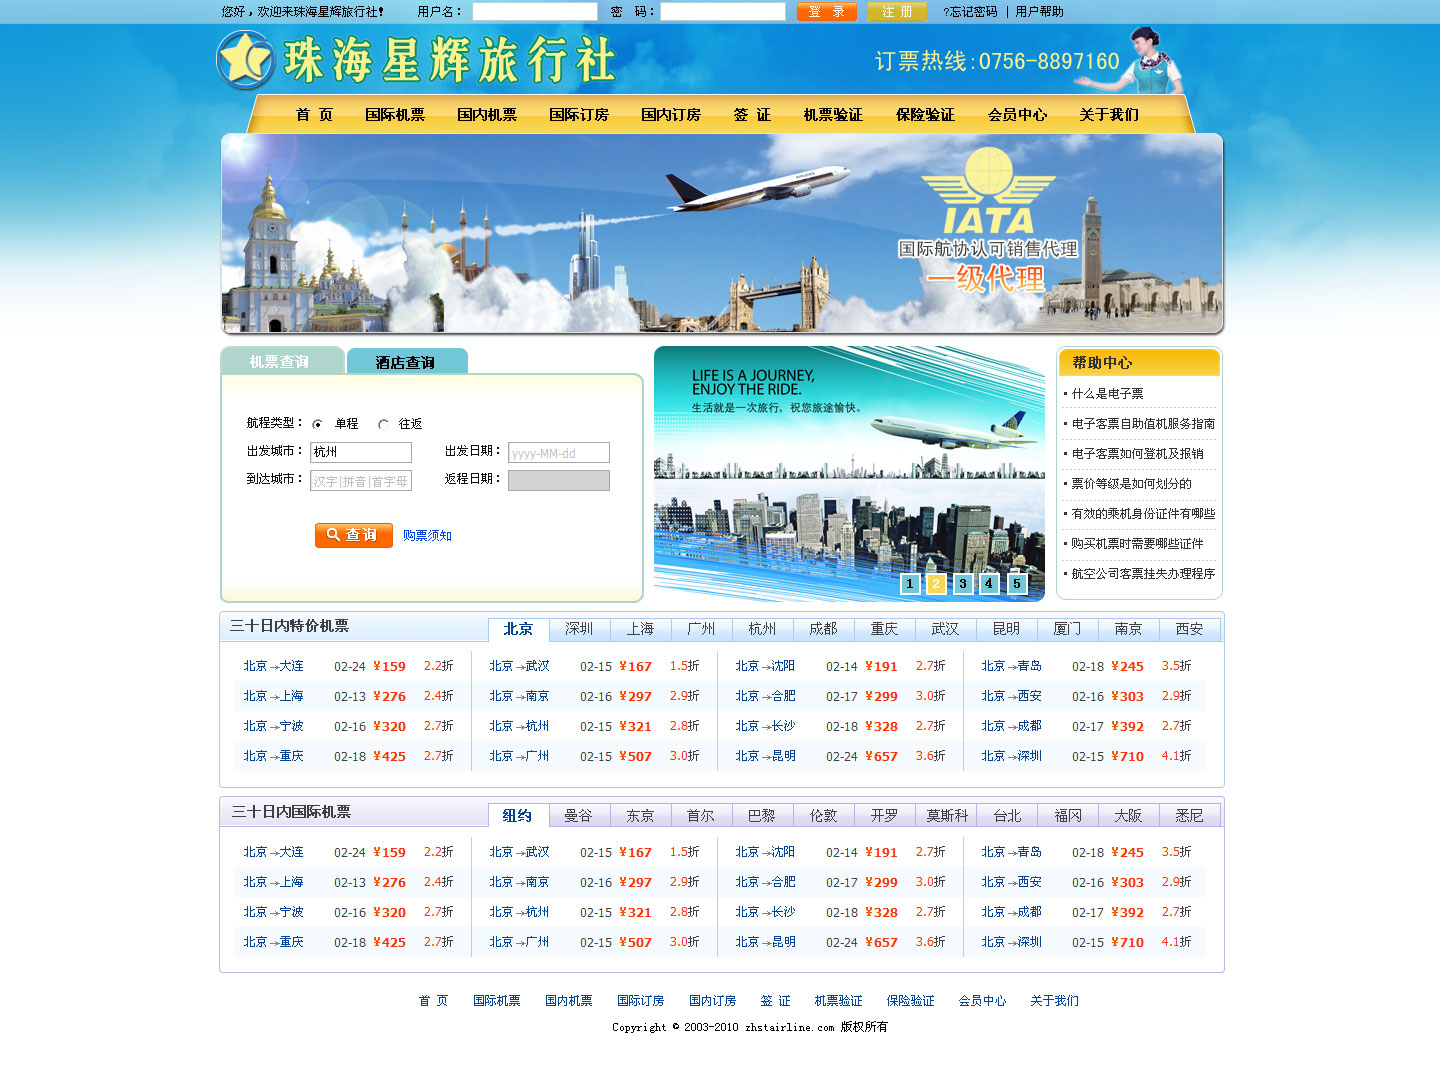 您好，欢迎来珠海星辉旅行社! 用户名： 密 码： 登 录 注 册 ?忘记密码 | 用户帮助
珠海星辉旅行社
订票热线:0756-8897160
首 页 国际机票 国内机票 国际订房 国内订房 签 证 机票验证 保险验证 会员中心 关于我们
IATA
国际航协认可销售代理
一级代理
机票查询 酒店查询
航程类型： 单程 往返
出发城市： 杭州 出发日期： yyyy-MM-dd
到达城市： 汉字|拼音|首字母 返程日期：
查询 购票须知
LIFE IS A JOURNEY,
ENJOY THE RIDE.
生活就是一次旅行，祝您旅途愉快。
1 2 3 4 5
帮助中心
什么是电子票
电子客票自助值机服务指南
电子客票如何登机及报销
票价等级是如何划分的
有效的乘机身份证件有哪些
购买机票时需要哪些证件
航空公司客票挂失办理程序
三十日内特价机票 北京 深圳 上海 广州 杭州 成都 重庆 武汉 昆明 厦门 南京 西安
北京→大连 02-24 ¥159 2.2折 北京→武汉 02-15 ¥167 1.5折 北京→沈阳 02-14 ¥191 2.7折 北京→青岛 02-18 ¥245 3.5折
北京→上海 02-13 ¥276 2.4折 北京→南京 02-16 ¥297 2.9折 北京→合肥 02-17 ¥299 3.0折 北京→西安 02-16 ¥303 2.9折
北京→宁波 02-16 ¥320 2.7折 北京→杭州 02-15 ¥321 2.8折 北京→长沙 02-18 ¥328 2.7折 北京→成都 02-17 ¥392 2.7折
北京→重庆 02-18 ¥425 2.7折 北京→广州 02-15 ¥507 3.0折 北京→昆明 02-24 ¥657 3.6折 北京→深圳 02-15 ¥710 4.1折
三十日内国际机票 纽约 曼谷 东京 首尔 巴黎 伦敦 开罗 莫斯科 台北 福冈 大阪 悉尼
北京→大连 02-24 ¥159 2.2折 北京→武汉 02-15 ¥167 1.5折 北京→沈阳 02-14 ¥191 2.7折 北京→青岛 02-18 ¥245 3.5折
北京→上海 02-13 ¥276 2.4折 北京→南京 02-16 ¥297 2.9折 北京→合肥 02-17 ¥299 3.0折 北京→西安 02-16 ¥303 2.9折
北京→宁波 02-16 ¥320 2.7折 北京→杭州 02-15 ¥321 2.8折 北京→长沙 02-18 ¥328 2.7折 北京→成都 02-17 ¥392 2.7折
北京→重庆 02-18 ¥425 2.7折 北京→广州 02-15 ¥507 3.0折 北京→昆明 02-24 ¥657 3.6折 北京→深圳 02-15 ¥710 4.1折
首 页 国际机票 国内机票 国际订房 国内订房 签 证 机票验证 保险验证 会员中心 关于我们
Copyright © 2003-2010 zhstairline.com 版权所有